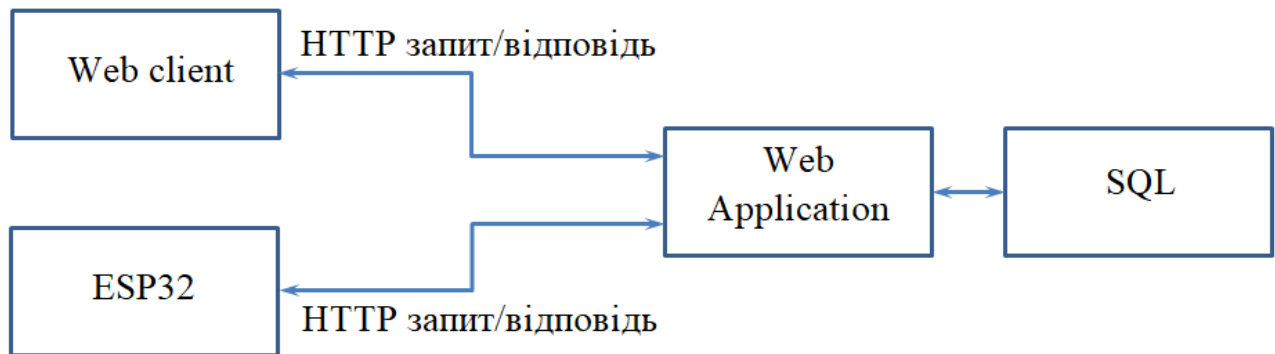 HTTP запит/відповідь
Web client
Web
Application
SQL
ESP32
HTTP запит/відповідь